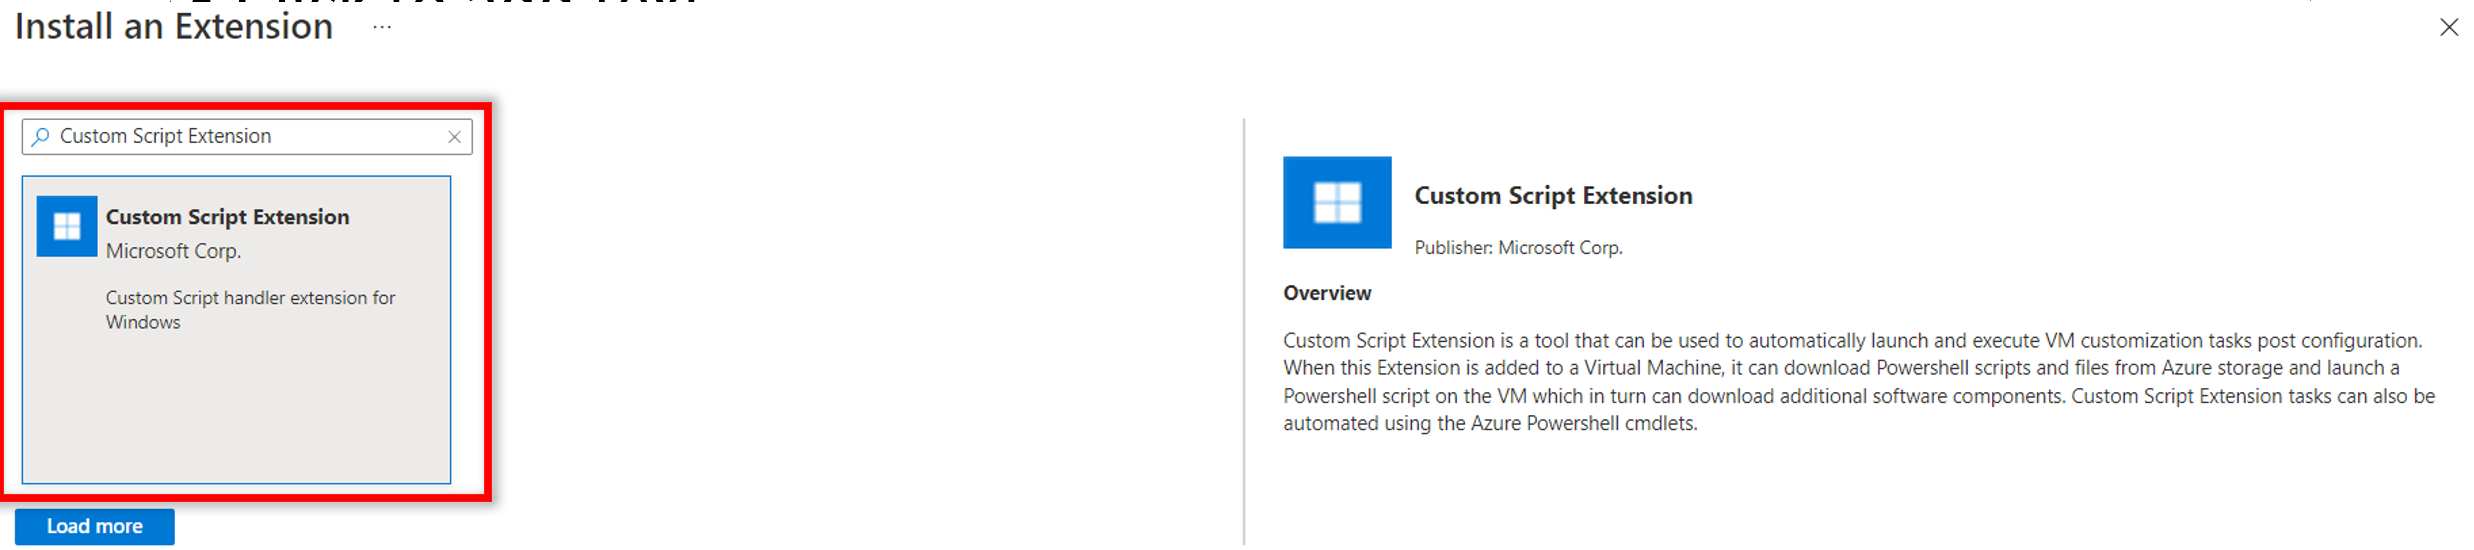 Install an Extension
...
Custom Script Extension
Custom Script Extension
Microsoft Corp.
Custom Script handler extension for
Windows
Load more
Custom Script Extension
Publisher: Microsoft Corp.
Overview
Custom Script Extension is a tool that can be used to automatically launch and execute VM customization tasks post configuration.
When this Extension is added to a Virtual Machine, it can download Powershell scripts and files from Azure storage and launch a
Powershell script on the VM which in turn can download additional software components. Custom Script Extension tasks can also be
automated using the Azure Powershell cmdlets.